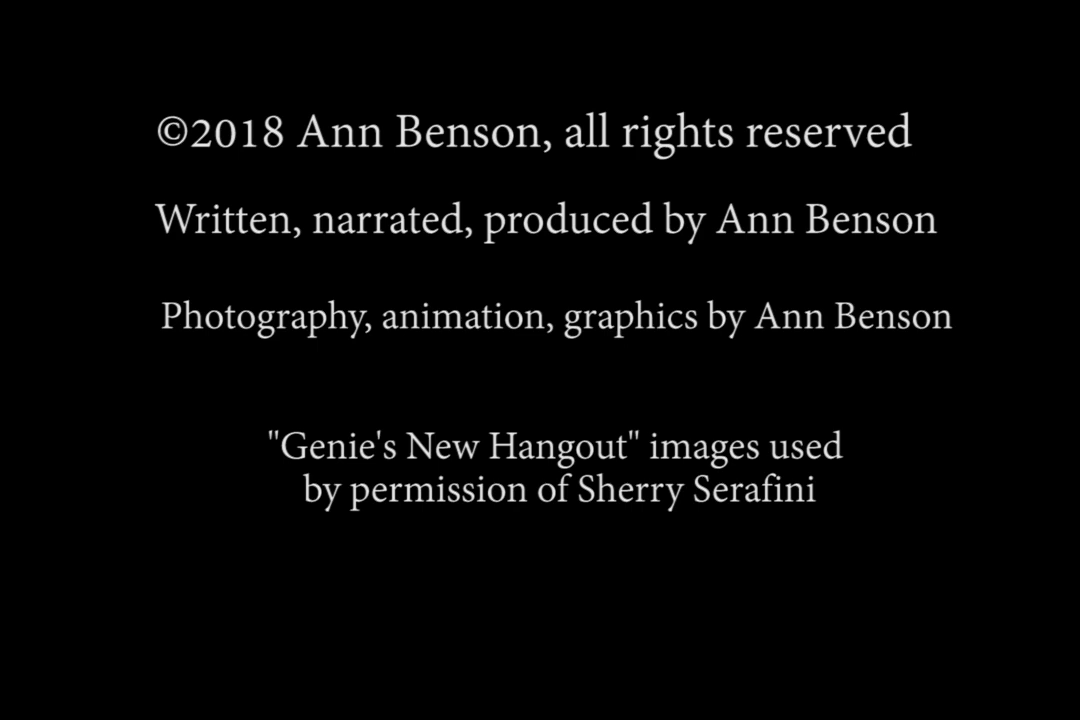 ©2018 Ann Benson, all rights reserved
Written, narrated, produced by Ann Benson
Photography, animation, graphics by Ann Benson
"Genie's New Hangout" images used
by permission of Sherry Serafini